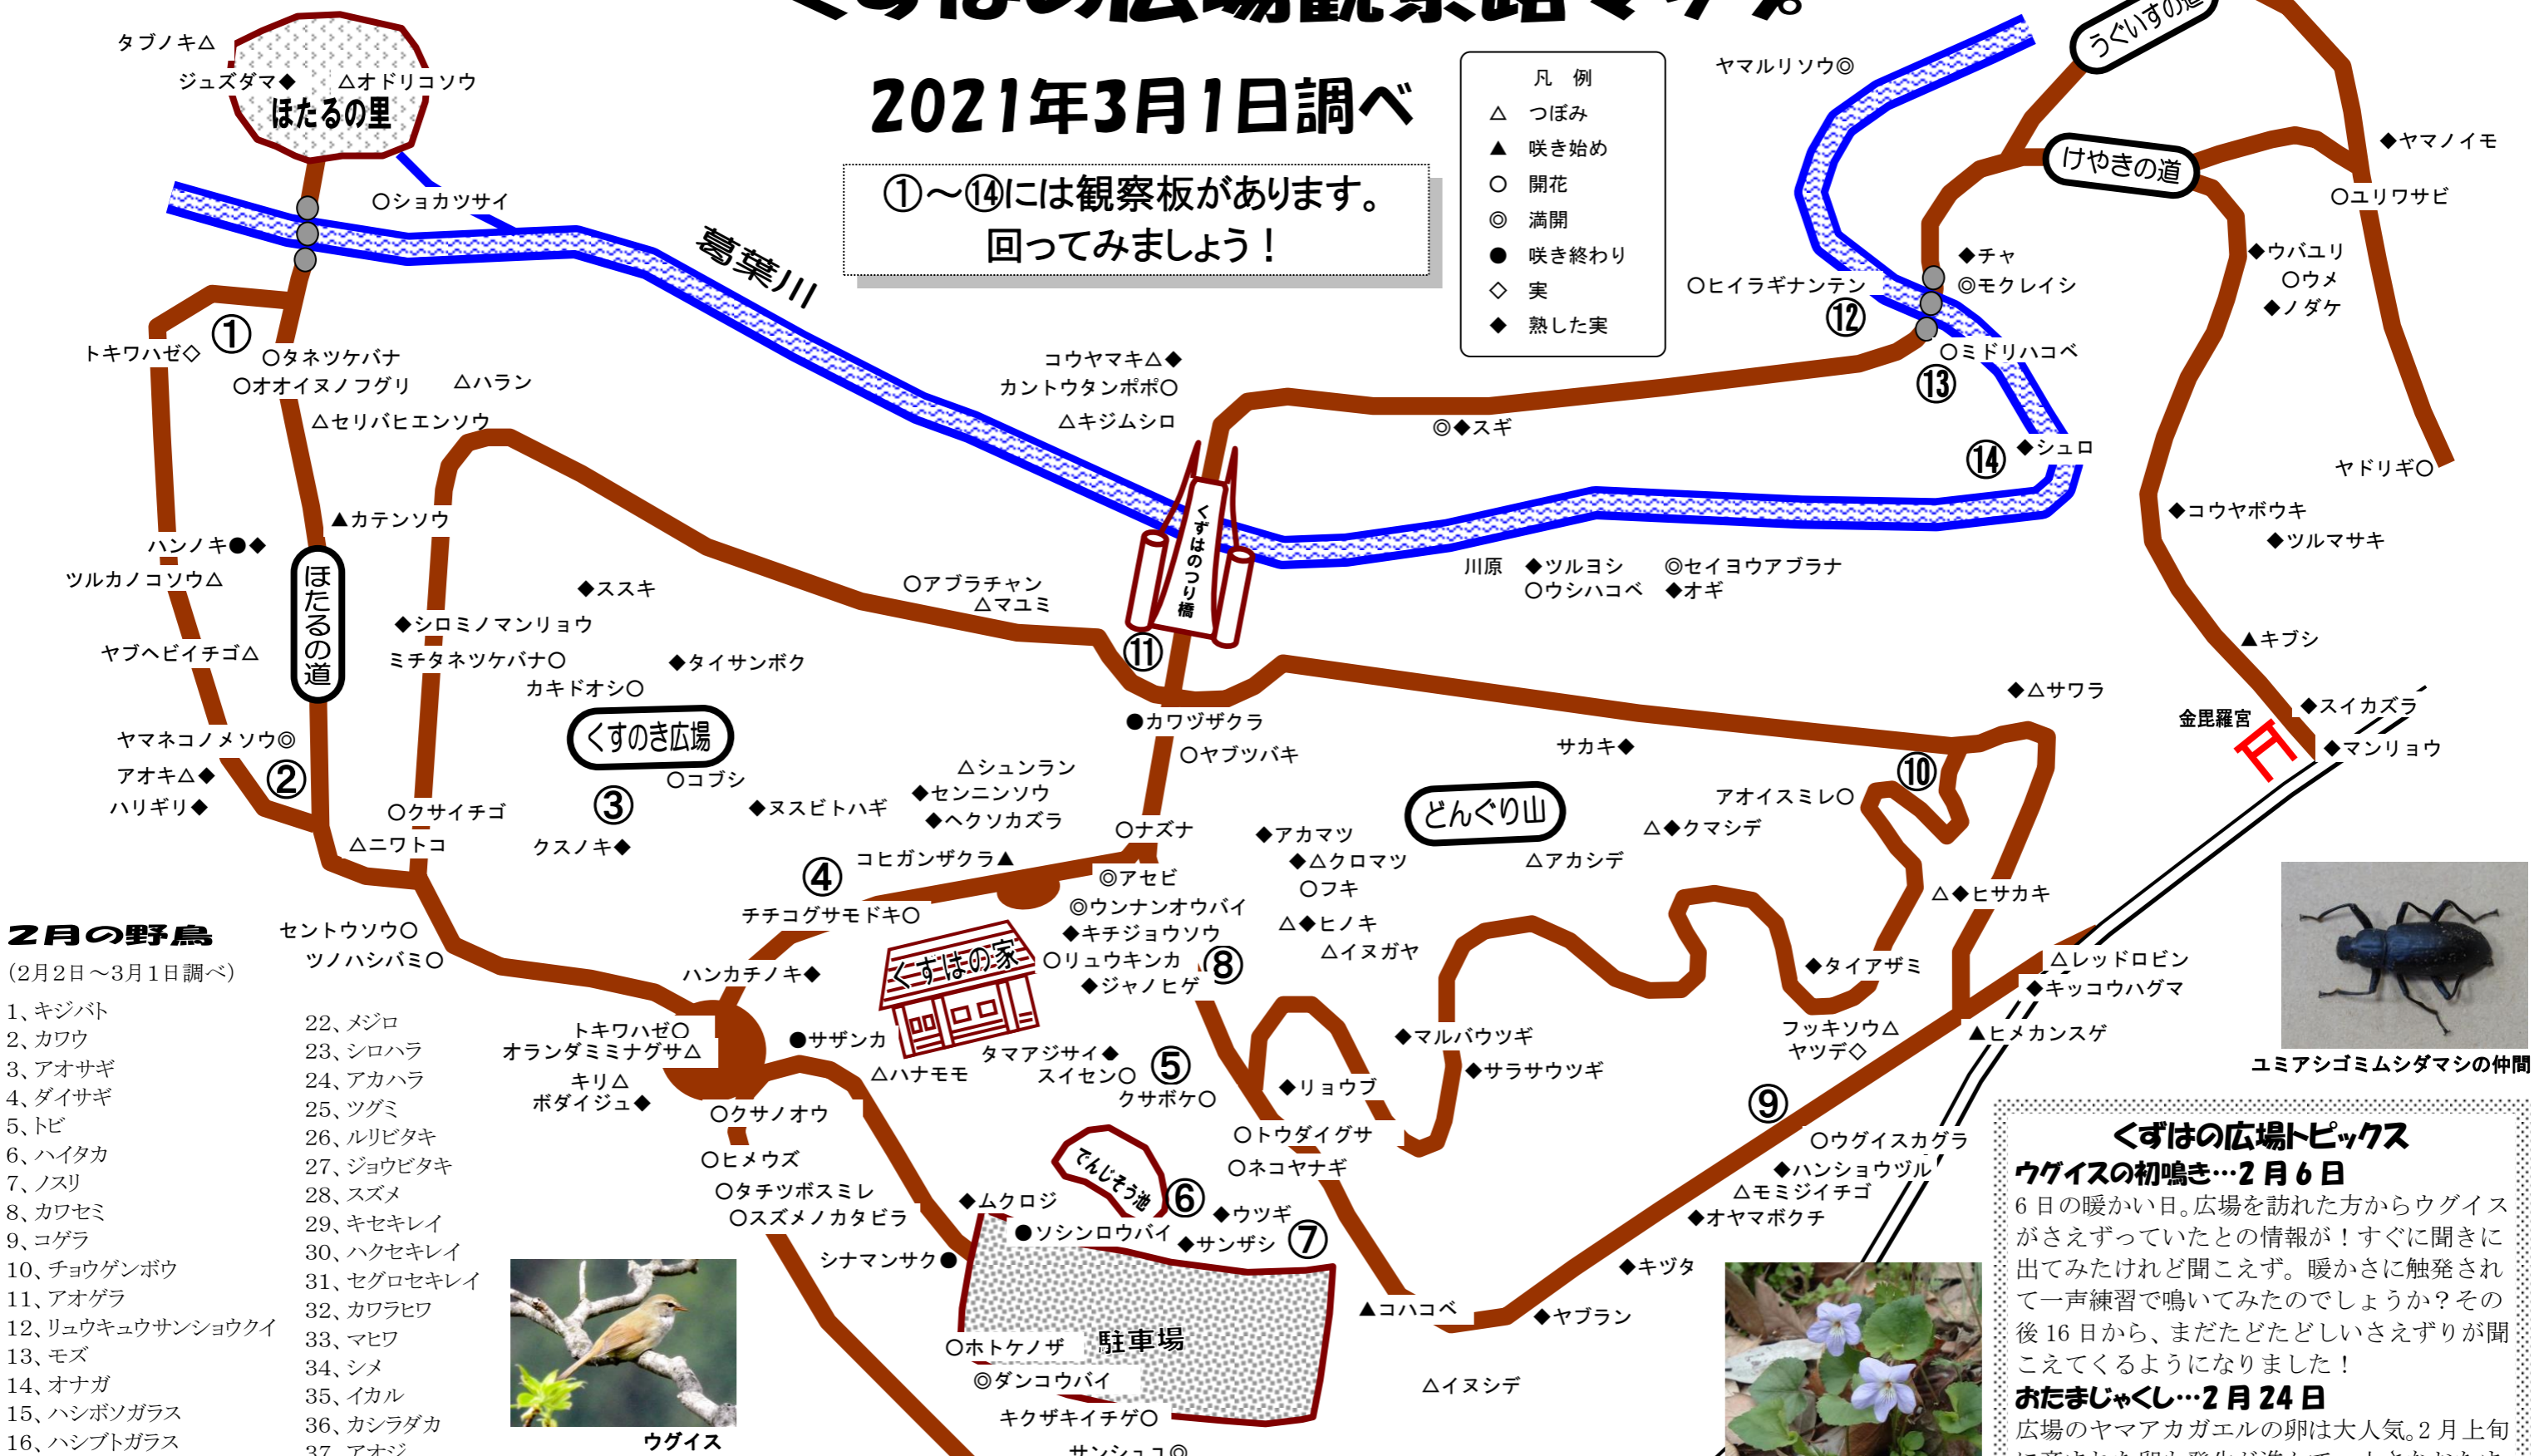 くずはの広場観察路マップ
2021年3月1日調べ
①～⑭には観察板があります。
回ってみましょう！
凡 例
△ つぼみ
▲ 咲き始め
○ 開花
◎ 満開
● 咲き終わり
◇ 実
◆ 熟した実
タブノキ△
ジュズダマ◆ △オドリコソウ
ほたるの里
○ショカツサイ
葛葉川
ヤマルリソウ◎
うぐいすの道
けやきの道
◆ヤマノイモ
○ユリワサビ
◆チャ
◎モクレイシ
○ヒイラギナンテン
⑫
◆ウバユリ
○ウメ
◆ノダケ
○ミドリハコベ
⑬
トキワハゼ◇
①
○タネツケバナ
○オオイヌノフグリ
△ハラン
△セリバヒエンソウ
コウヤマキ△◆
カントウタンポポ○
△キジムシロ
◎◆スギ
⑭
◆シュロ
ヤドリギ○
▲カテンソウ
ハンノキ●◆
ツルカノコソウ△
ほたるの道
◆ススキ
◆シロミノマンリョウ
ミチタネツケバナ○
カキドオシ○
◆タイサンボク
ヤブヘビイチゴ△
○アブラチャン
△マユミ
くずはのつり橋
⑪
川原 ◆ツルヨシ ◎セイヨウアブラナ
○ウシハコベ ◆オギ
◆コウヤボウキ
◆ツルマサキ
▲キブシ
◆△サワラ
金毘羅宮
◆スイカズラ
◆マンリョウ
ヤマネコノメソウ◎
アオキ△◆
ハリギリ◆
②
くすのき広場
○コブシ
③
クスノキ◆
◆ヌスビトハギ
○クサイチゴ
△ニワトコ
●カワヅザクラ
○ヤブツバキ
サカキ◆
⑩
△シュンラン
◆センニンソウ
◆ヘクソカズラ
○ナズナ
コヒガンザクラ▲
④
チチコグサモドキ○
◆アカマツ
◆△クロマツ
○フキ
△◆ヒノキ
△イヌガヤ
どんぐり山
アオイスミレ○
△◆クマシデ
△アカシデ
△◆ヒサカキ
◎アセビ
◎ウンナンオウバイ
◆キチジョウソウ
○リュウキンカ
◆ジャノヒゲ
⑧
くずはの家
ハンカチノキ◆
セントウソウ○
ツノハシバミ○
トキワハゼ○
オランダミミナグサ△
キリ△
ボダイジュ◆
●サザンカ
△ハナモモ
タマアジサイ◆
スイセン○
⑤
クサボケ○
◆タイアザミ
△レッドロビン
◆キッコウハグマ
▲ヒメカンスゲ
フッキソウ△
ヤツデ◇
◆マルバウツギ
◆サラサウツギ
◆リョウブ
⑨
○トウダイグサ
○ネコヤナギ
○クサノオウ
○ヒメウズ
○タチツボスミレ
○スズメノカタビラ
でんじそう池
⑥
◆ムクロジ
●ソシンロウバイ
◆ウツギ
◆サンザシ
⑦
シナマンサク●
駐車場
○ホトケノザ
◎ダンコウバイ
キクザキイチゲ○
サンシュユ◎
○ウグイスカグラ
◆ハンショウヅル
△モミジイチゴ
◆オヤマボクチ
◆キヅタ
◆ヤブラン
▲コハコベ
△イヌシデ
2月の野鳥
(2月2日～3月1日調べ)
1、キジバト
2、カワウ
3、アオサギ
4、ダイサギ
5、トビ
6、ハイタカ
7、ノスリ
8、カワセミ
9、コゲラ
10、チョウゲンボウ
11、アオゲラ
12、リュウキュウサンショウクイ
13、モズ
14、オナガ
15、ハシボソガラス
16、ハシブトガラス
22、メジロ
23、シロハラ
24、アカハラ
25、ツグミ
26、ルリビタキ
27、ジョウビタキ
28、スズメ
29、キセキレイ
30、ハクセキレイ
31、セグロセキレイ
32、カワラヒワ
33、マヒワ
34、シメ
35、イカル
36、カシラダカ
37、アオジ
ウグイス
ユミアシゴミムシダマシの仲間
くずはの広場トピックス
ウグイスの初鳴き…2月6日
6日の暖かい日。広場を訪れた方からウグイス
がさえずっていたとの情報が！すぐに聞きに
出てみたけれど聞こえず。暖かさに触発され
て一声練習で鳴いてみたのでしょうか？その
後16日から、まだたどたどしいさえずりが聞
こえてくるようになりました！
おたまじゃくし…2月24日
広場のヤマアカガエルの卵は大人気。2月上旬